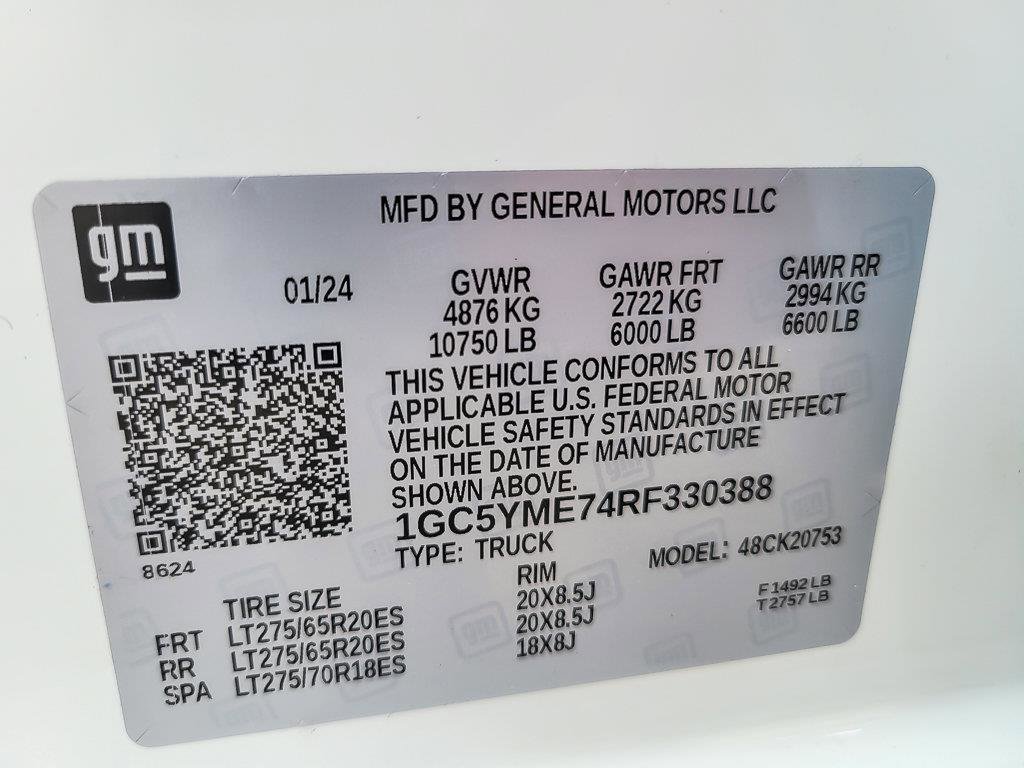 gm
MFD BY GENERAL MOTORS LLC
01/24
GVWR GAWR FRT GAWR RR
4876 KG 2722 KG 2994 KG
10750 LB 6000 LB 6600 LB
THIS VEHICLE CONFORMS TO ALL
APPLICABLE U.S. FEDERAL MOTOR
VEHICLE SAFETY STANDARDS IN EFFECT
ON THE DATE OF MANUFACTURE
SHOWN ABOVE.
1GC5YME74RF330388
TYPE: TRUCK MODEL: 48CK20753
8624
TIRE SIZE RIM
FRT LT275/65R20ES 20X8.5J
RR LT275/65R20ES 20X8.5J
SPA LT275/70R18ES 18X8J
F1492 LB
T2757 LB